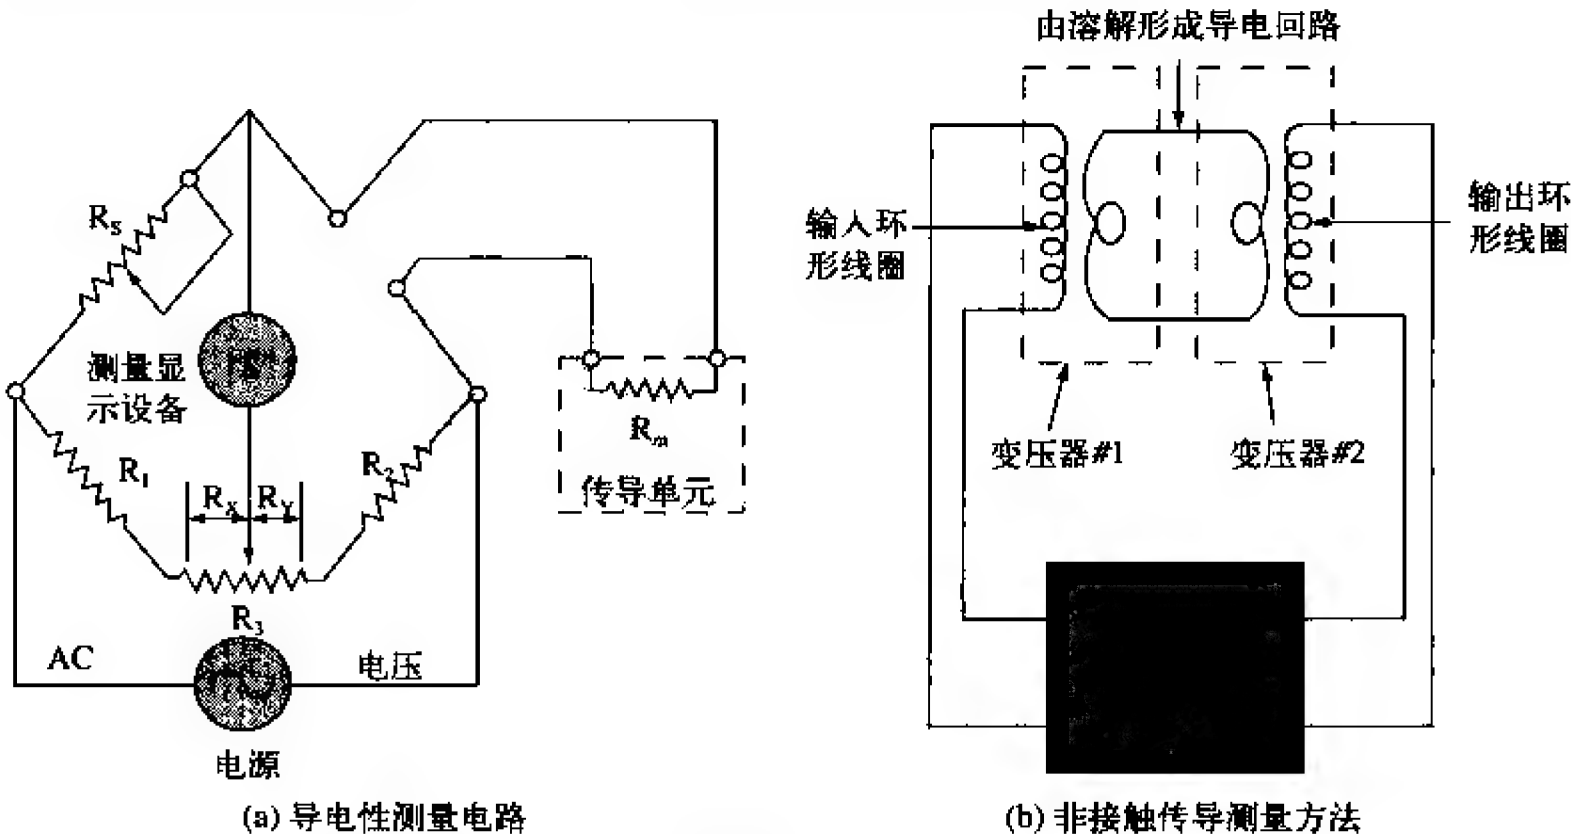 由溶解形成导电回路
R_S
测量显
示设备
R_1
R_X
R_Y
R_2
R_m
传导单元
R_3
AC
电压
电源
输入环
形线圈
输出环
形线圈
变压器#1
变压器#2
(a) 导电性测量电路
(b) 非接触传导测量方法